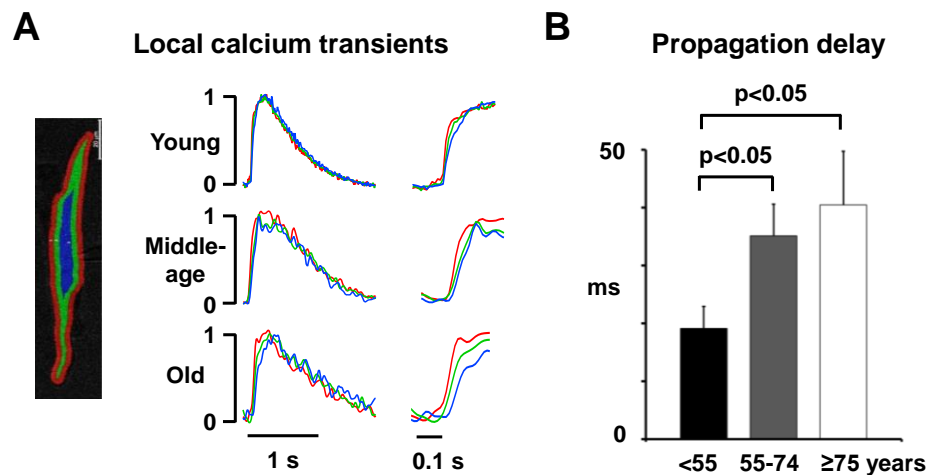 A
Local calcium transients
Young
1
0
Middle-
age
1
0
Old
1
0
1 s
0.1 s
B
Propagation delay
p<0.05
p<0.05
50
ms
0
<55
55-74
≥75 years